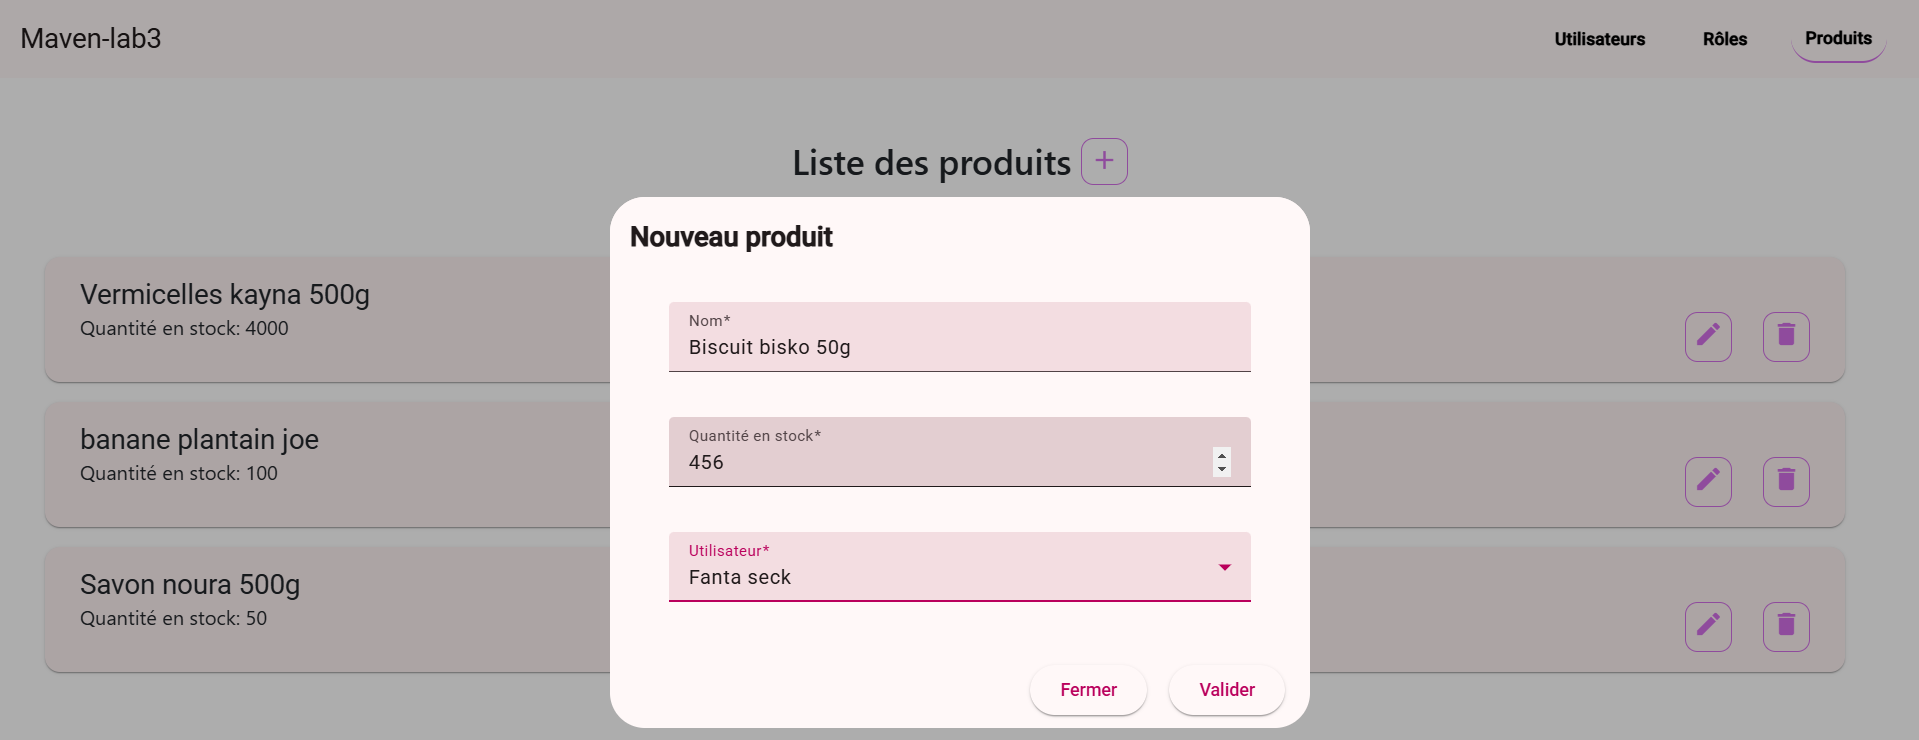 Maven-lab3
Utilisateurs
Rôles
Produits
Liste des produits
Nouveau produit
Vermicelles kayna 500g
Quantité en stock: 4000
Nom*
Biscuit bisko 50g
banane plantain joe
Quantité en stock: 100
Quantité en stock*
456
Savon noura 500g
Quantité en stock: 50
Utilisateur*
Fanta seck
Fermer
Valider